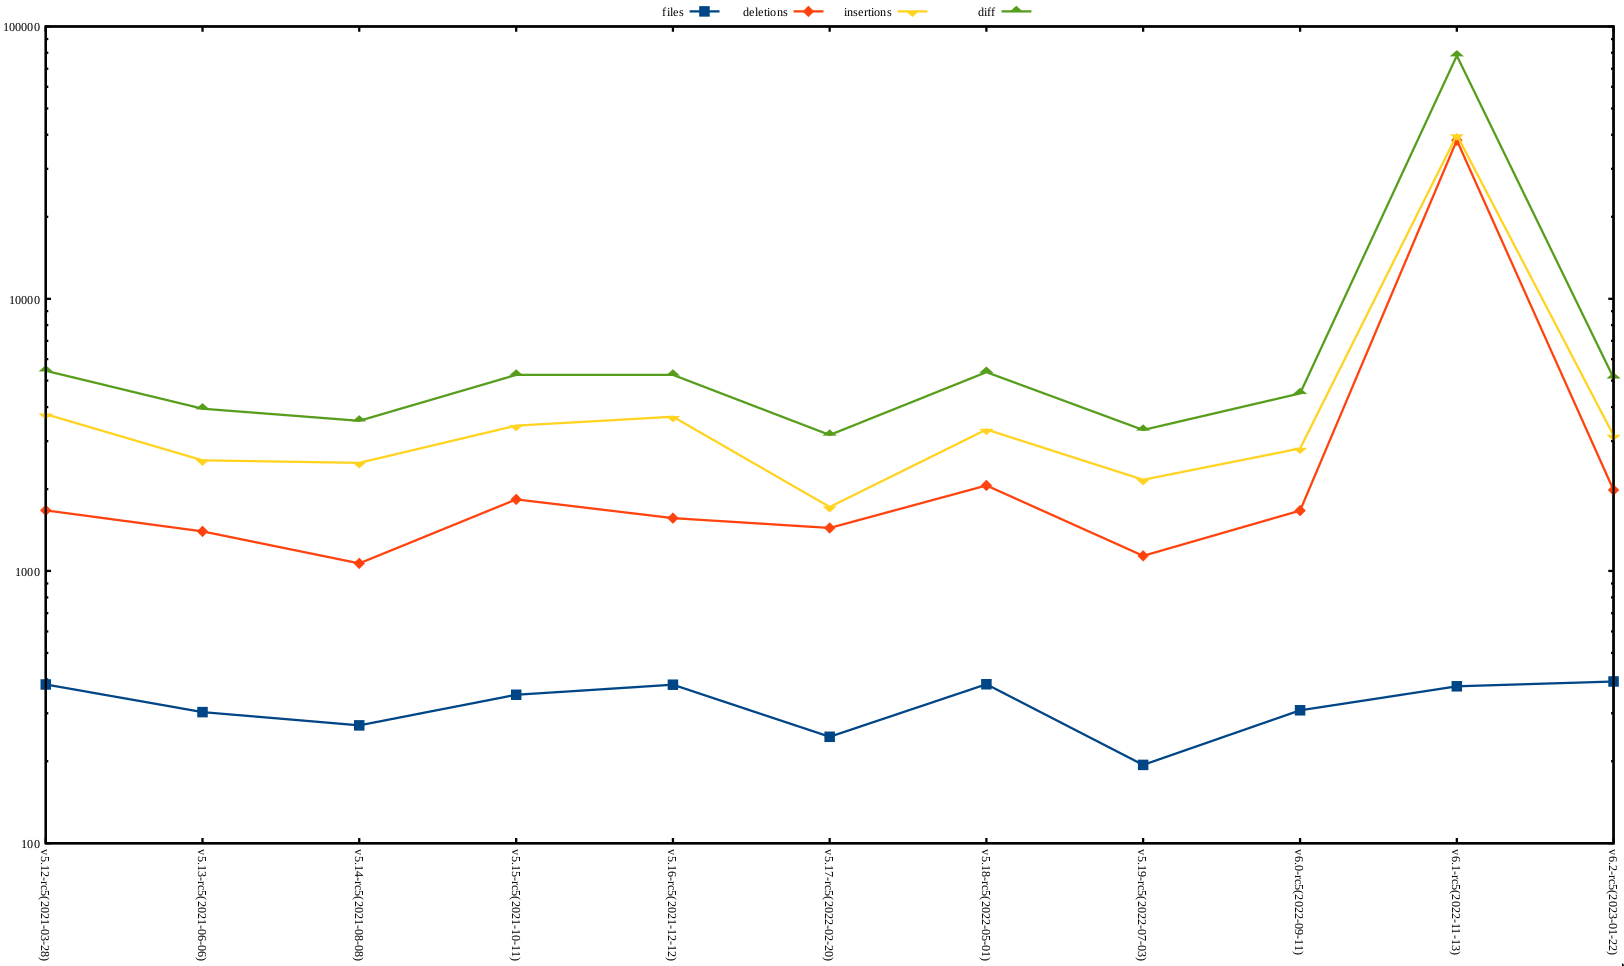 files deletions insertions diff
100000
10000
1000
100
v5.12-rc5(2021-03-28)
v5.13-rc5(2021-06-06)
v5.14-rc5(2021-08-08)
v5.15-rc5(2021-10-11)
v5.16-rc5(2021-12-12)
v5.17-rc5(2022-02-20)
v5.18-rc5(2022-05-01)
v5.19-rc5(2022-07-03)
v6.0-rc5(2022-09-11)
v6.1-rc5(2022-11-13)
v6.2-rc5(2023-01-22)